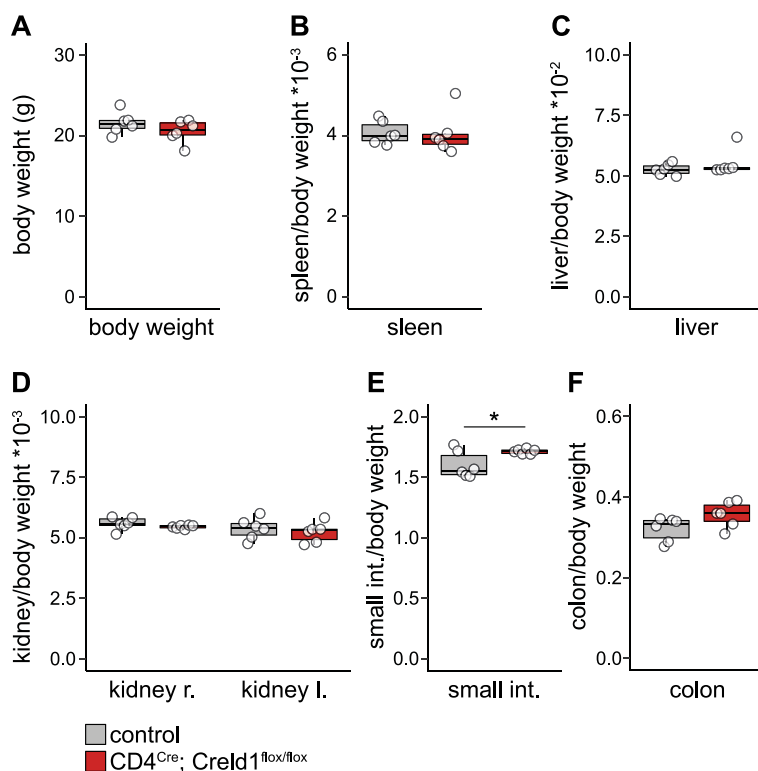 A
B
C
30
20
10
0
body weight (g)
body weight
6
4
2
0
spleen/body weight *10⁻³
sleen
10.0
7.5
5.0
2.5
0.0
liver/body weight *10⁻²
liver
D
E
F
10.0
7.5
5.0
2.5
0.0
kidney/body weight *10⁻³
kidney r.
kidney l.
2.0
1.5
1.0
0.5
0.0
small int./body weight
*
small int.
0.6
0.4
0.2
0.0
colon/body weight
colon
control
CD4ᶜʳᵉ; Creld1ᶠˡᵒˣ/ᶠˡᵒˣ